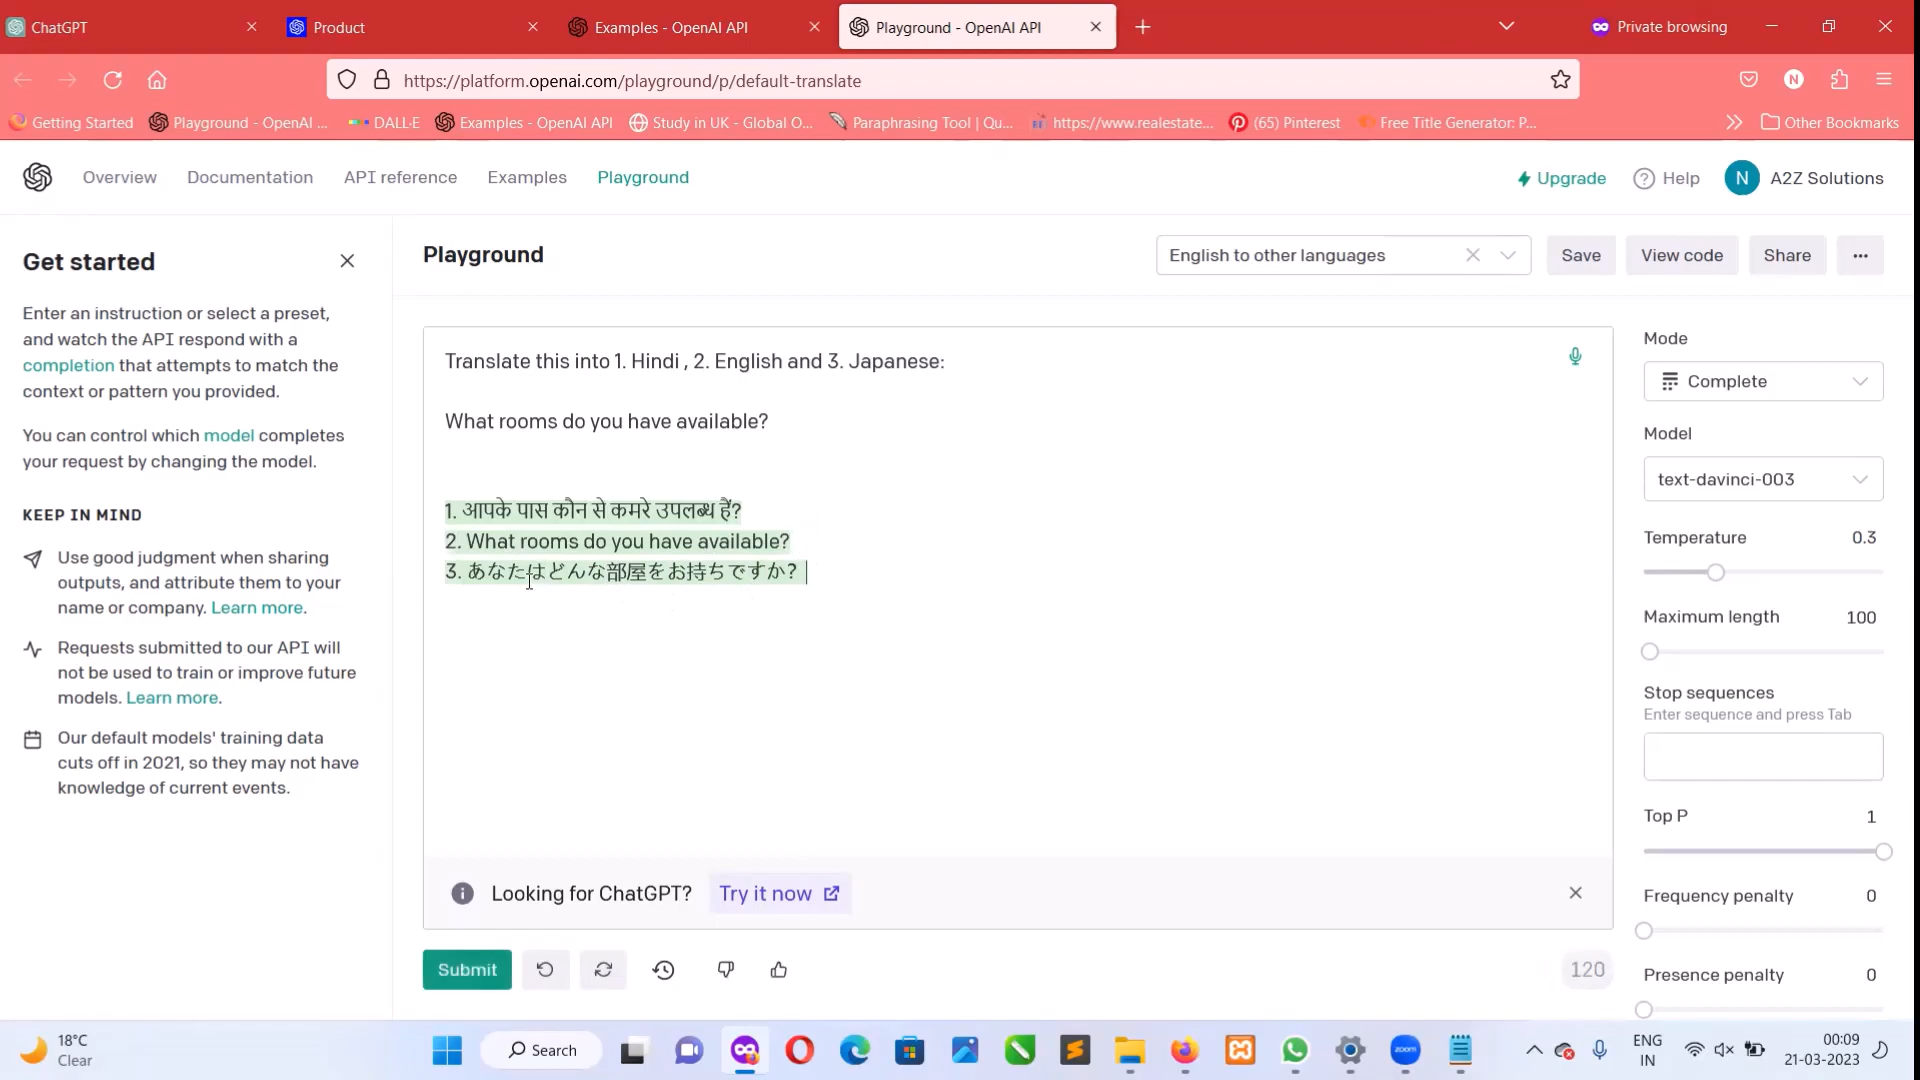 ChatGPT
Product
Examples - OpenAI API
Playground - OpenAI API
Private browsing
https://platform.openai.com/playground/p/default-translate
N
Getting Started
Playground - OpenAI ...
DALL·E
Examples - OpenAI API
Study in UK - Global O...
Paraphrasing Tool | Qu...
https://www.realestate...
(65) Pinterest
Free Title Generator: P...
Other Bookmarks
Overview
Documentation
API reference
Examples
Playground
Upgrade
Help
N
A2Z Solutions
Get started
Enter an instruction or select a preset,
and watch the API respond with a
completion that attempts to match the
context or pattern you provided.
You can control which model completes
your request by changing the model.
KEEP IN MIND
Use good judgment when sharing
outputs, and attribute them to your
name or company. Learn more.
Requests submitted to our API will
not be used to train or improve future
models. Learn more.
Our default models' training data
cuts off in 2021, so they may not have
knowledge of current events.
Playground
English to other languages
Save
View code
Share
...
Translate this into 1. Hindi , 2. English and 3. Japanese:
What rooms do you have available?
1. आपके पास कौन से कमरे उपलब्ध हैं?
2. What rooms do you have available?
3. あなたはどんな部屋をお持ちですか?
Looking for ChatGPT?
Try it now
Submit
120
Mode
Complete
Model
text-davinci-003
Temperature 0.3
Maximum length 100
Stop sequences
Enter sequence and press Tab
Top P 1
Frequency penalty 0
Presence penalty 0
18°C
Clear
Search
zoom
ENG
IN
00:09
21-03-2023